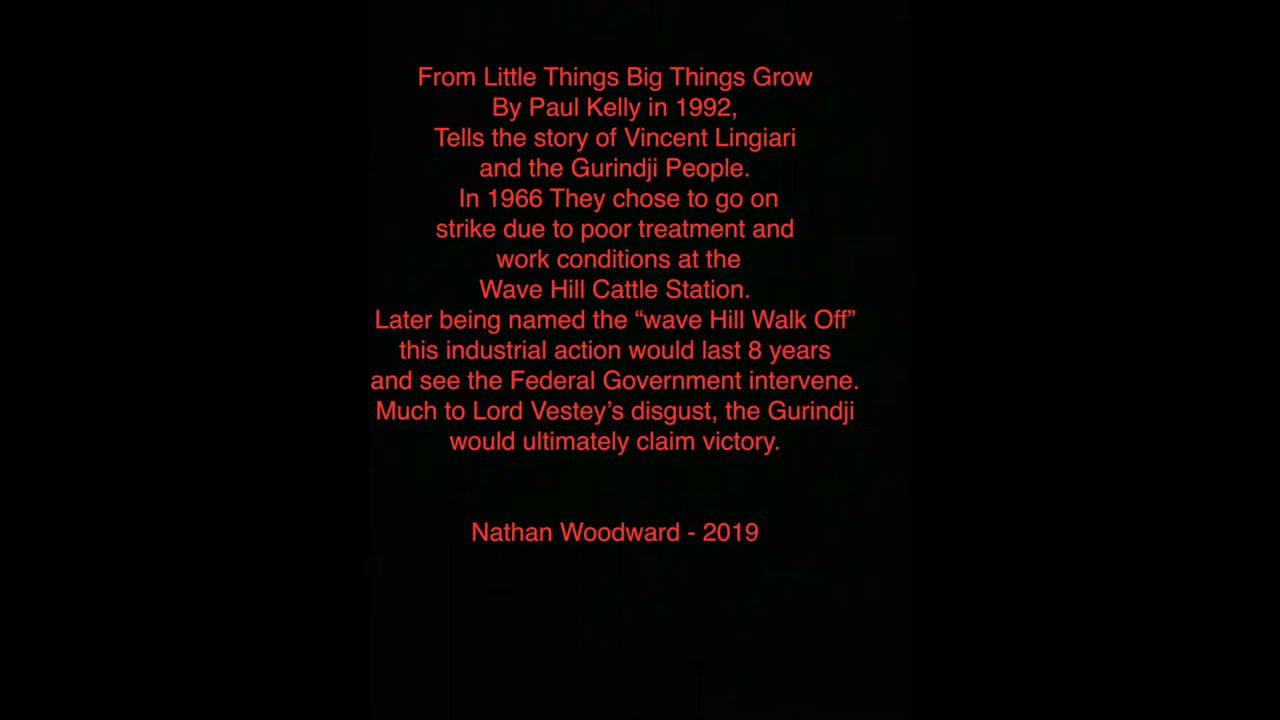 From Little Things Big Things Grow
By Paul Kelly in 1992,
Tells the story of Vincent Lingiari
and the Gurindji People.
In 1966 They chose to go on
strike due to poor treatment and
work conditions at the
Wave Hill Cattle Station.
Later being named the “wave Hill Walk Off”
this industrial action would last 8 years
and see the Federal Government intervene.
Much to Lord Vestey’s disgust, the Gurindji
would ultimately claim victory.
Nathan Woodward - 2019